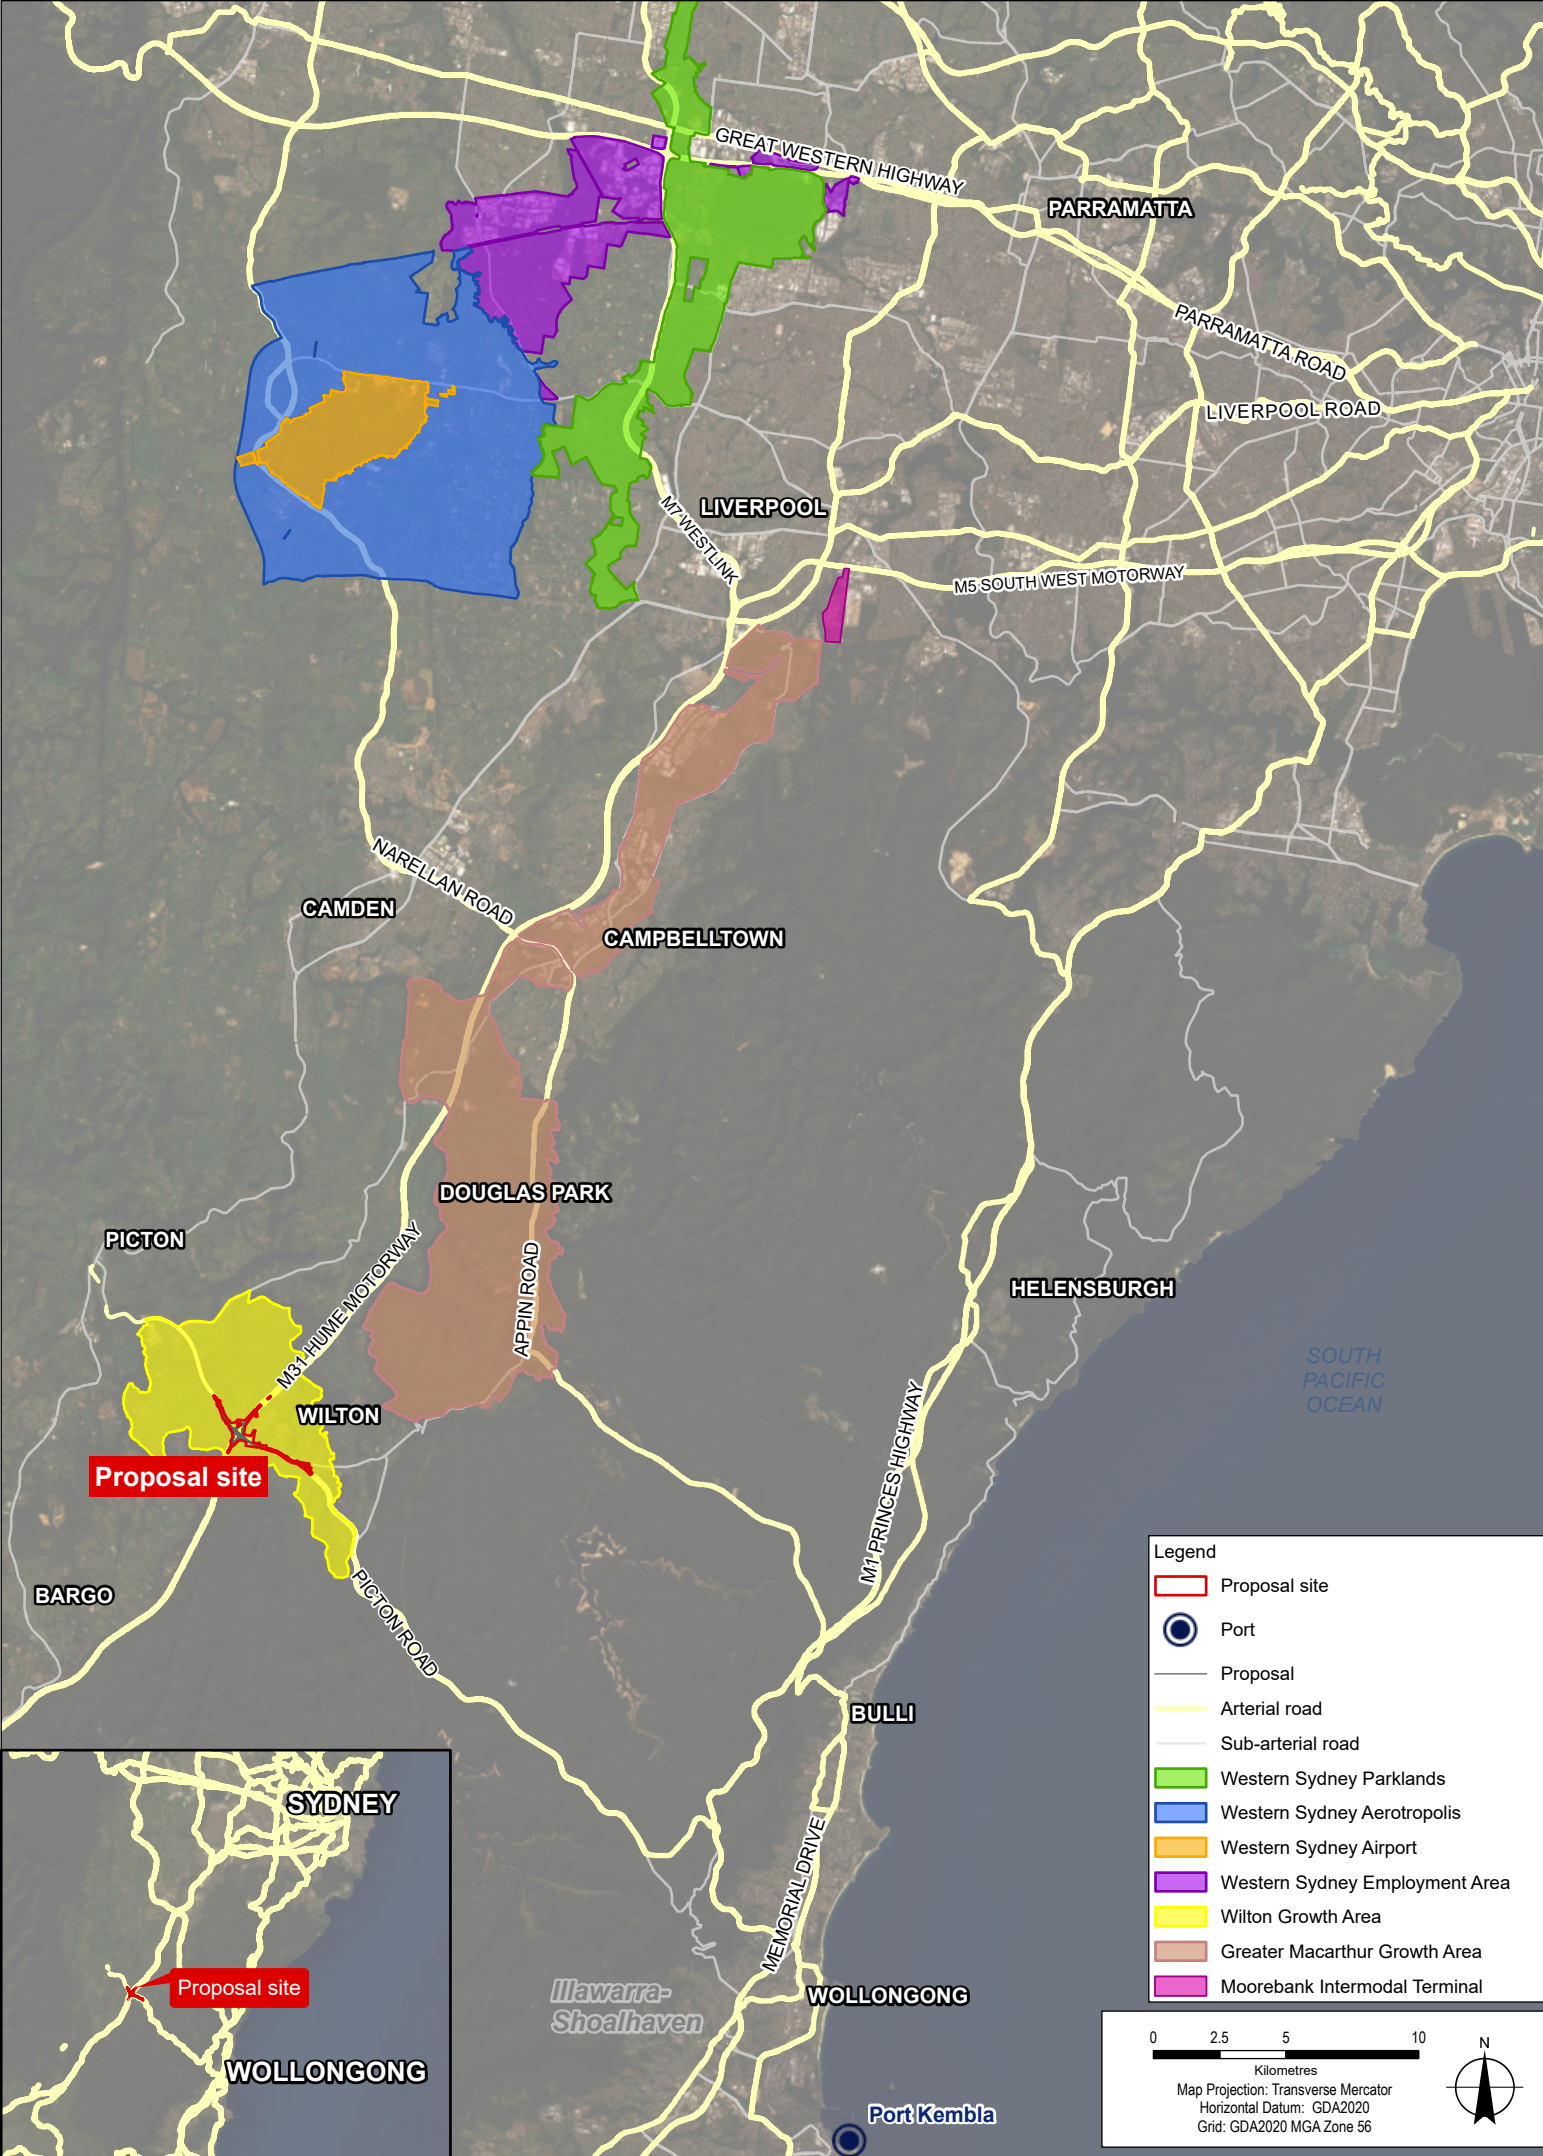 GREAT WESTERN HIGHWAY
PARRAMATTA
PARRAMATTA ROAD
LIVERPOOL ROAD
LIVERPOOL
M7 WESTLINK
M5 SOUTH WEST MOTORWAY
NARELLAN ROAD
CAMDEN
CAMPBELLTOWN
DOUGLAS PARK
PICTON
M31 HUME MOTORWAY
APPIN ROAD
HELENSBURGH
SOUTH
PACIFIC
OCEAN
WILTON
Proposal site
M1 PRINCES HIGHWAY
BARGO
PICTON ROAD
BULLI
MEMORIAL DRIVE
Illawarra-
Shoalhaven
WOLLONGONG
Port Kembla
SYDNEY
Proposal site
WOLLONGONG
Legend
Proposal site
Port
Proposal
Arterial road
Sub-arterial road
Western Sydney Parklands
Western Sydney Aerotropolis
Western Sydney Airport
Western Sydney Employment Area
Wilton Growth Area
Greater Macarthur Growth Area
Moorebank Intermodal Terminal
0 2.5 5 10
Kilometres
Map Projection: Transverse Mercator
Horizontal Datum: GDA2020
Grid: GDA2020 MGA Zone 56
N